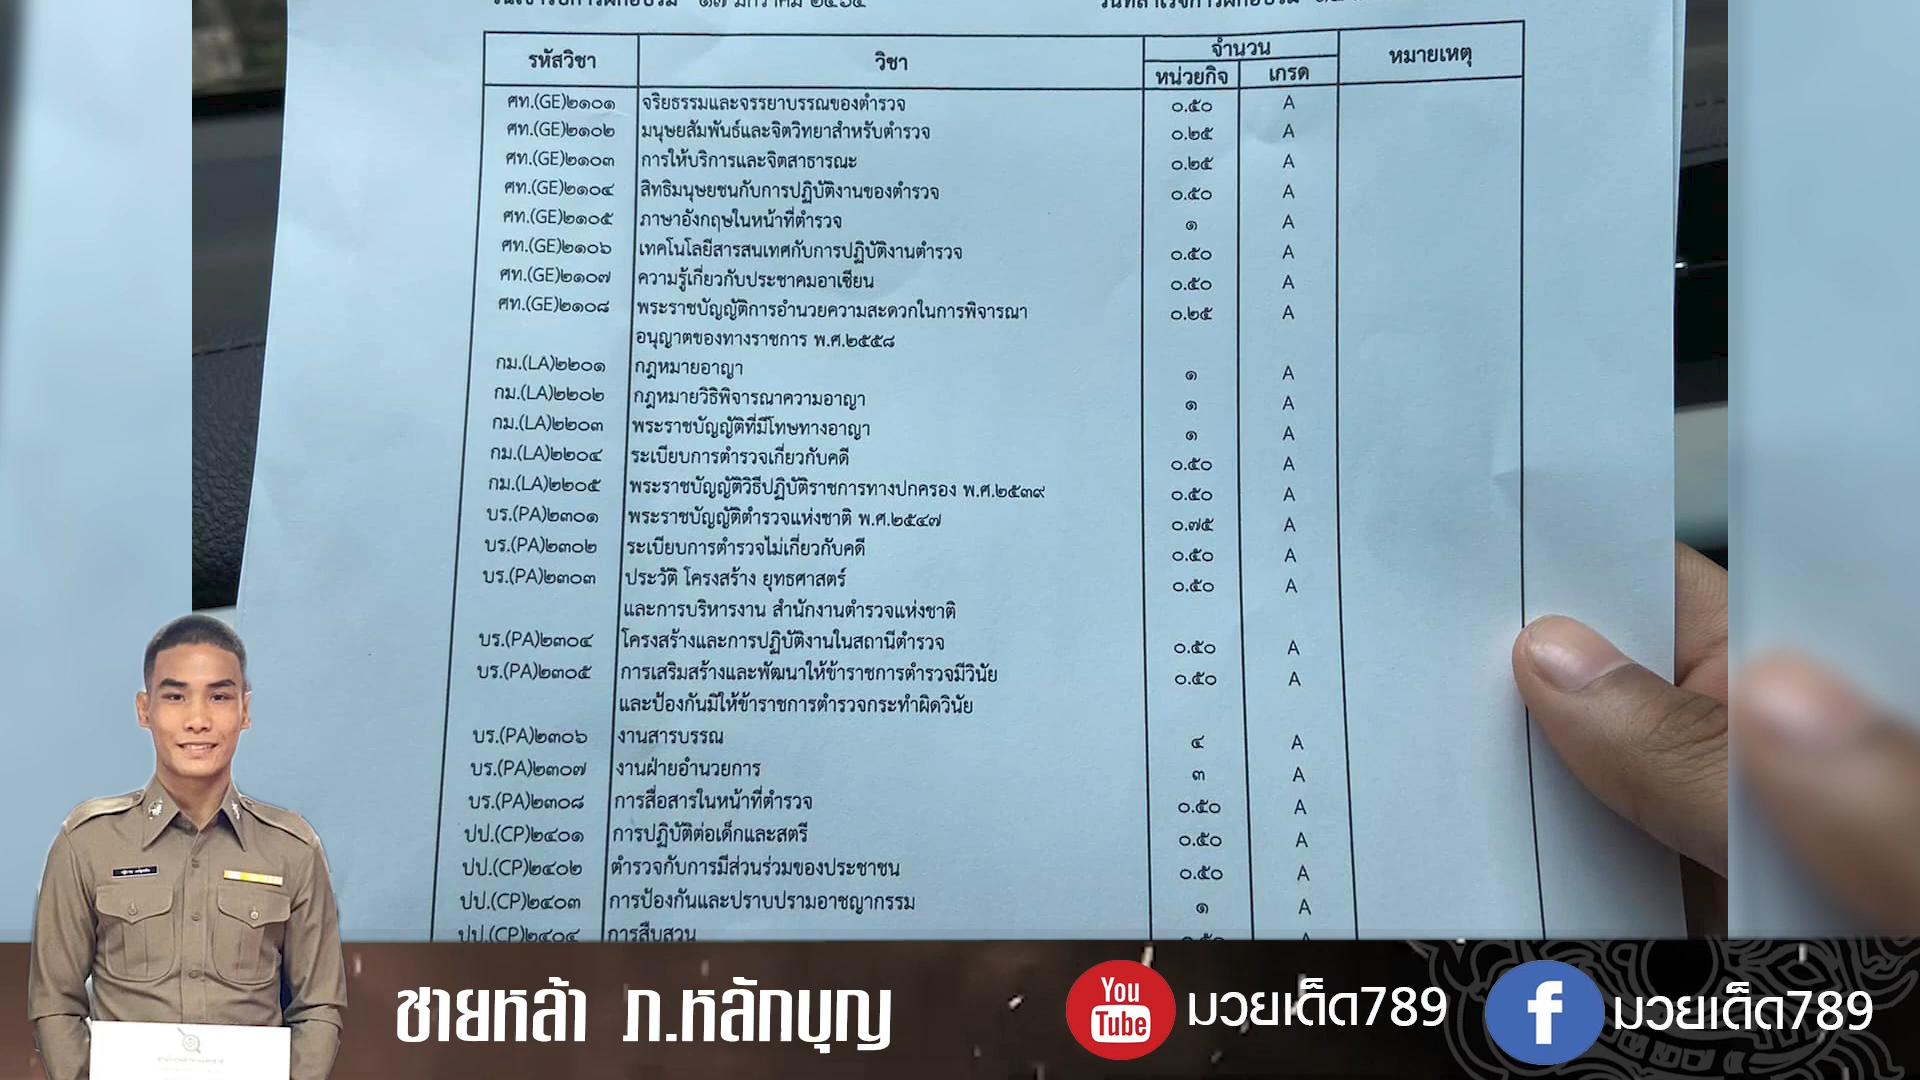 ๑๗ มกราคม ๒๕๖๔
รหัสวิชา วิชา จำนวน หมายเหตุ
หน่วยกิจ เกรด
ศท.(GE)๒๑๐๑ จริยธรรมและจรรยาบรรณของตำรวจ ๐.๕๐ A
ศท.(GE)๒๑๐๒ มนุษยสัมพันธ์และจิตวิทยาสำหรับตำรวจ ๐.๒๕ A
ศท.(GE)๒๑๐๓ การให้บริการและจิตสาธารณะ ๐.๒๕ A
ศท.(GE)๒๑๐๔ สิทธิมนุษยชนกับการปฏิบัติงานของตำรวจ ๐.๕๐ A
ศท.(GE)๒๑๐๕ ภาษาอังกฤษในหน้าที่ตำรวจ ๑ A
ศท.(GE)๒๑๐๖ เทคโนโลยีสารสนเทศกับการปฏิบัติงานตำรวจ ๐.๕๐ A
ศท.(GE)๒๑๐๗ ความรู้เกี่ยวกับประชาคมอาเซียน ๐.๕๐ A
ศท.(GE)๒๑๐๘ พระราชบัญญัติการอำนวยความสะดวกในการพิจารณา ๐.๒๕ A
อนุญาตของทางราชการ พ.ศ.๒๕๕๘
กม.(LA)๒๒๐๑ กฎหมายอาญา ๑ A
กม.(LA)๒๒๐๒ กฎหมายวิธิพิจารณาความอาญา ๑ A
กม.(LA)๒๒๐๓ พระราชบัญญัติที่มีโทษทางอาญา ๑ A
กม.(LA)๒๒๐๔ ระเบียบการตำรวจเกี่ยวกับคดี ๐.๕๐ A
กม.(LA)๒๒๐๕ พระราชบัญญัติวิธีปฏิบัติราชการทางปกครอง พ.ศ.๒๕๓๙ ๐.๕๐ A
บร.(PA)๒๓๐๑ พระราชบัญญัติตำรวจแห่งชาติ พ.ศ.๒๕๔๗ ๐.๗๕ A
บร.(PA)๒๓๐๒ ระเบียบการตำรวจไม่เกี่ยวกับคดี ๐.๕๐ A
บร.(PA)๒๓๐๓ ประวัติ โครงสร้าง ยุทธศาสตร์ ๐.๕๐ A
และการบริหารงาน สำนักงานตำรวจแห่งชาติ
บร.(PA)๒๓๐๔ โครงสร้างและการปฏิบัติงานในสถานีตำรวจ ๐.๕๐ A
บร.(PA)๒๓๐๕ การเสริมสร้างและพัฒนาให้ข้าราชการตำรวจมีวินัย ๐.๕๐ A
และป้องกันมิให้ข้าราชการตำรวจกระทำผิดวินัย
บร.(PA)๒๓๐๖ งานสารบรรณ ๔ A
บร.(PA)๒๓๐๗ งานฝ่ายอำนวยการ ๓ A
บร.(PA)๒๓๐๘ การสื่อสารในหน้าที่ตำรวจ ๐.๕๐ A
ปป.(CP)๒๔๐๑ การปฏิบัติต่อเด็กและสตรี ๐.๕๐ A
ปป.(CP)๒๔๐๒ ตำรวจกับการมีส่วนร่วมของประชาชน ๐.๕๐ A
ปป.(CP)๒๔๐๓ การป้องกันและปราบปรามอาชญากรรม ๑ A
ปป.(CP)๒๔๐๔ การสืบสวน ๐.๕๐ A
ชายหล้า ภ.หลักบุญ
You Tube มวยเด็ด789
f มวยเด็ด789